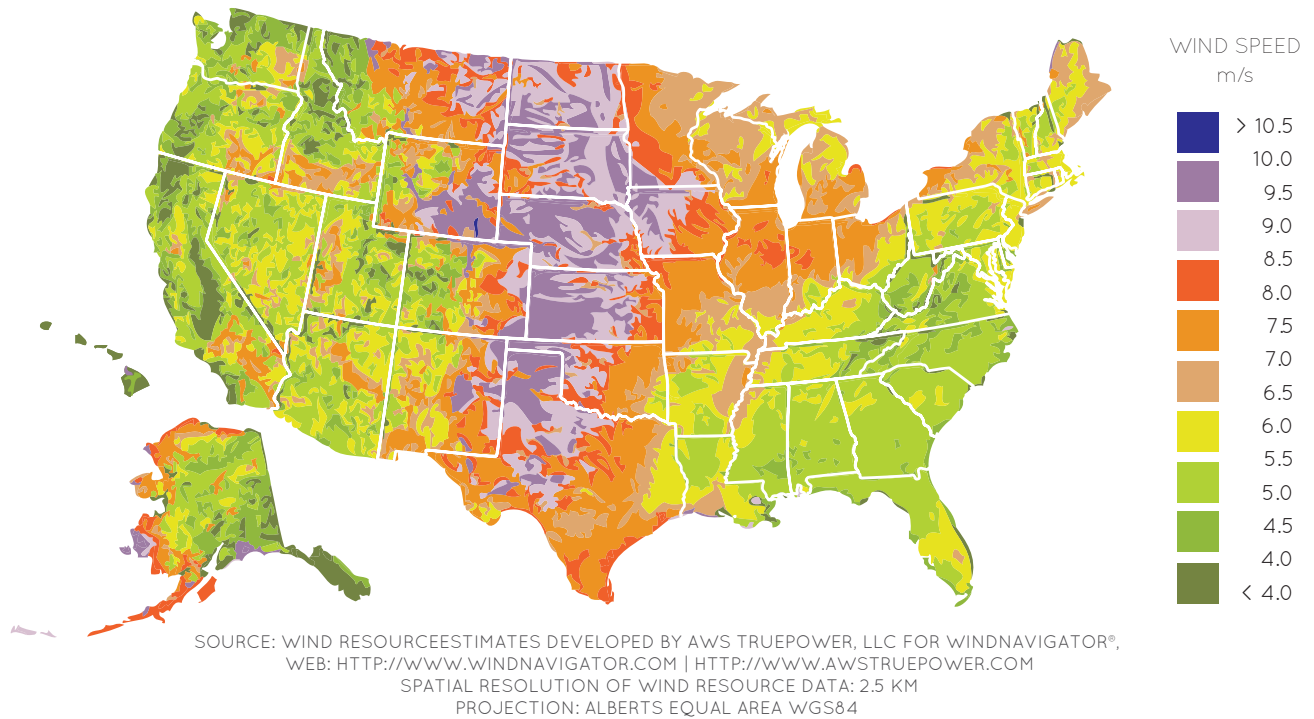 WIND SPEED
m/s
> 10.5
10.0
9.5
9.0
8.5
8.0
7.5
7.0
6.5
6.0
5.5
5.0
4.5
4.0
< 4.0
SOURCE: WIND RESOURCEESTIMATES DEVELOPED BY AWS TRUEPOWER, LLC FOR WINDNAVIGATOR®,
WEB: HTTP://WWW.WINDNAVIGATOR.COM | HTTP://WWW.AWSTRUEPOWER.COM
SPATIAL RESOLUTION OF WIND RESOURCE DATA: 2.5 KM
PROJECTION: ALBERTS EQUAL AREA WGS84